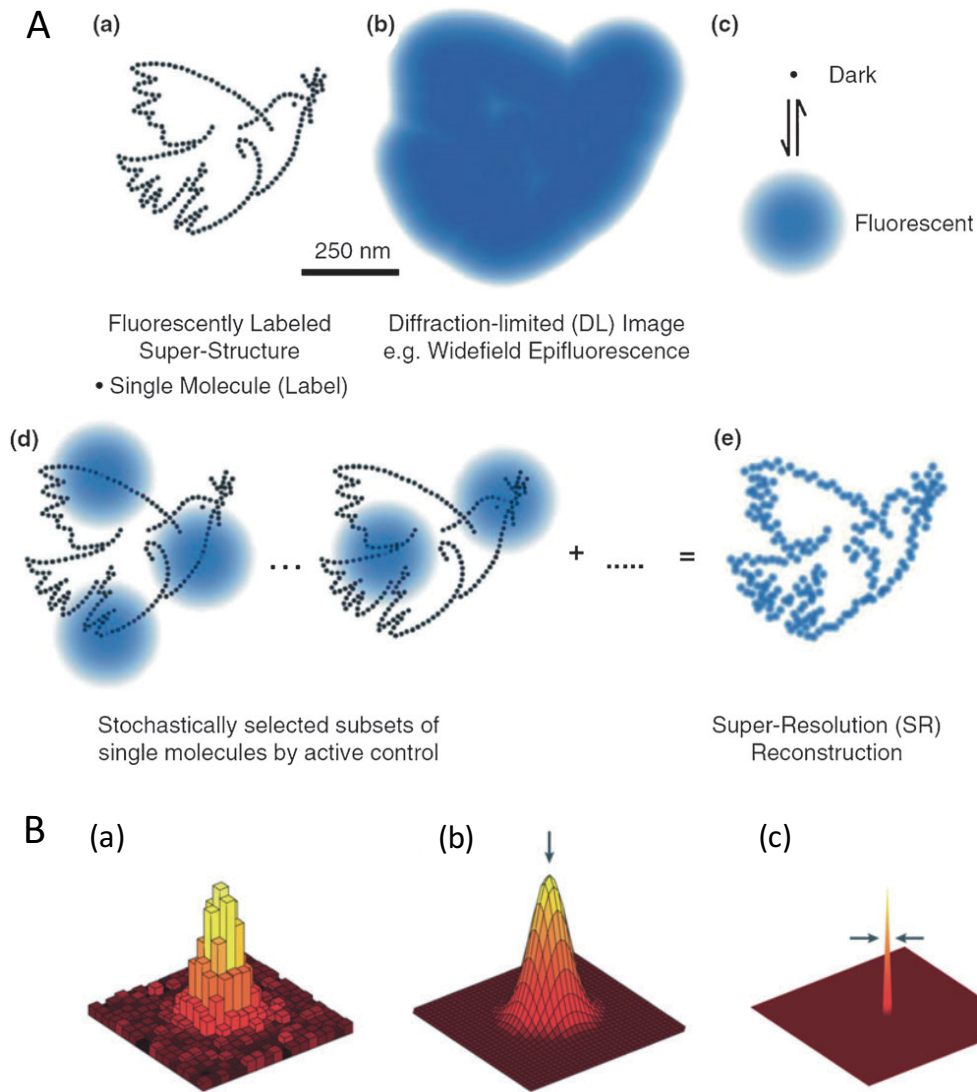 A
(a)
(b)
(c)
Dark
Fluorescent
250 nm
Fluorescently Labeled
Super-Structure
• Single Molecule (Label)
Diffraction-limited (DL) Image
e.g. Widefield Epifluorescence
(d)
(e)
... + ..... =
Stochastically selected subsets of
single molecules by active control
Super-Resolution (SR)
Reconstruction
B
(a)
(b)
(c)